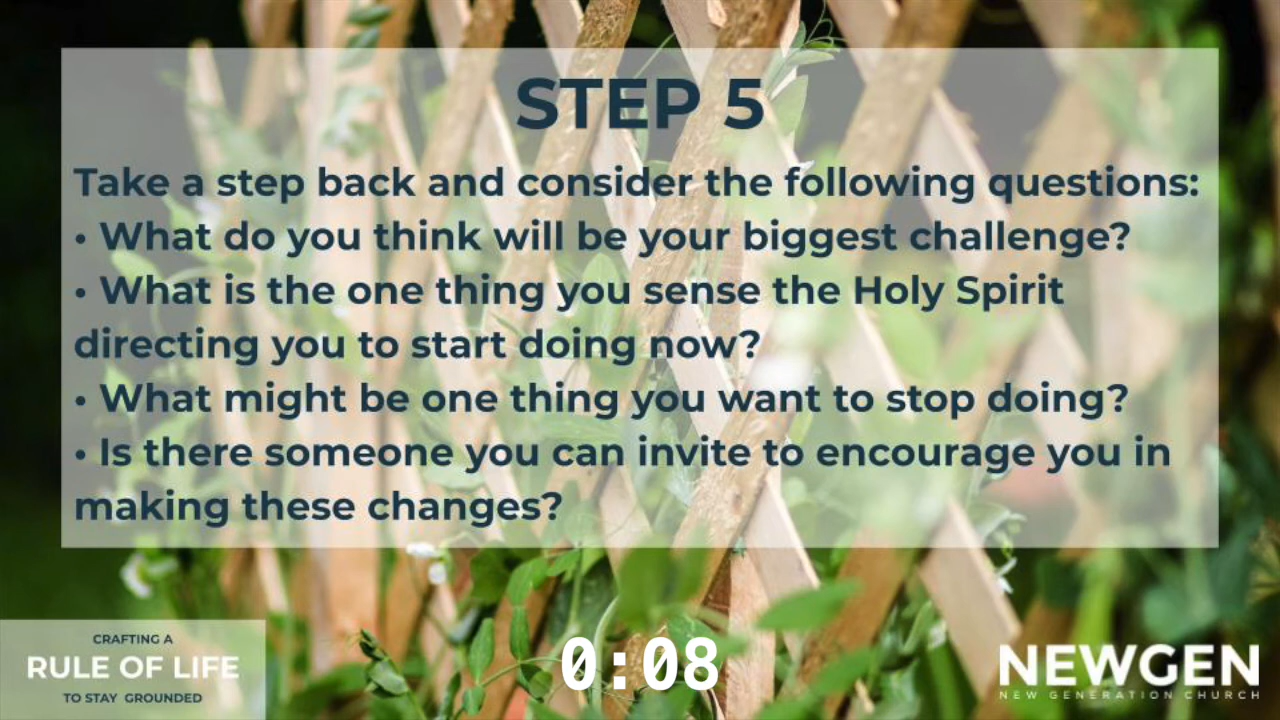 STEP 5
Take a step back and consider the following questions:
• What do you think will be your biggest challenge?
• What is the one thing you sense the Holy Spirit
directing you to start doing now?
• What might be one thing you want to stop doing?
• Is there someone you can invite to encourage you in
making these changes?
CRAFTING A
RULE OF LIFE
TO STAY GROUNDED
0:08
NEWGEN
NEW GENERATION CHURCH